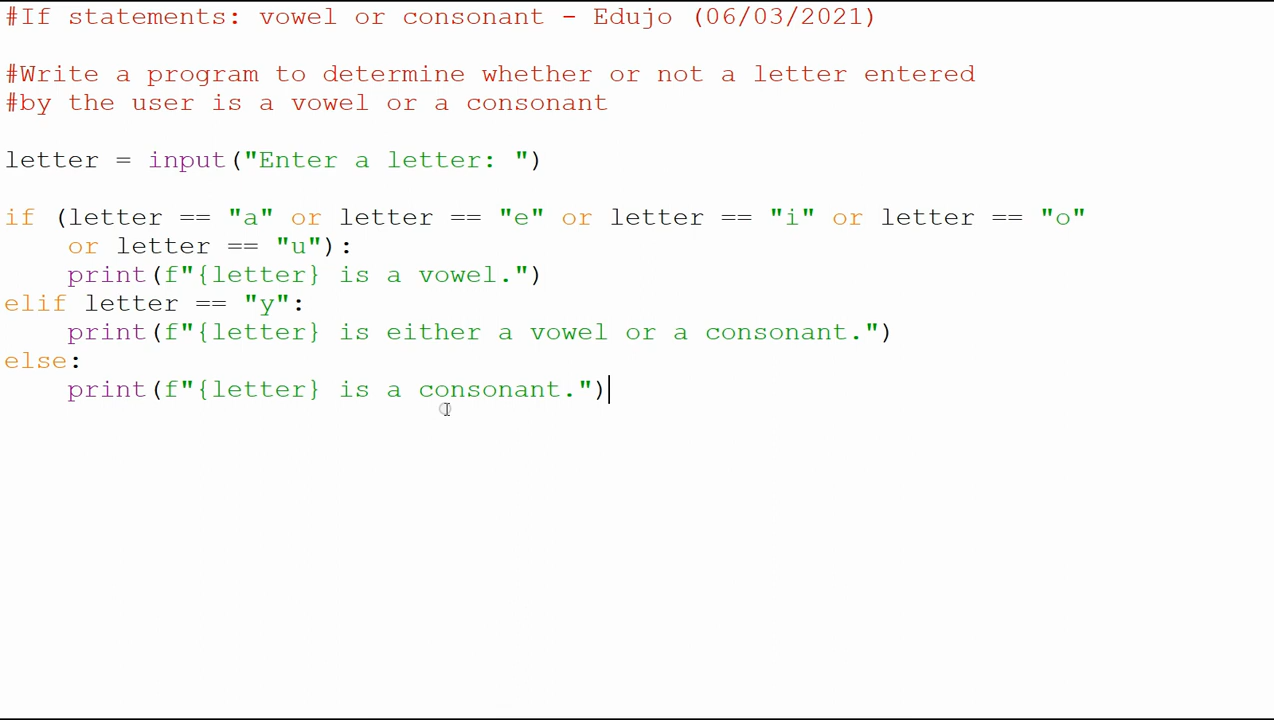 #If statements: vowel or consonant - Edujo (06/03/2021)
#Write a program to determine whether or not a letter entered
#by the user is a vowel or a consonant
letter = input("Enter a letter: ")
if (letter == "a" or letter == "e" or letter == "i" or letter == "o"
    or letter == "u"):
    print(f"{letter} is a vowel.")
elif letter == "y":
    print(f"{letter} is either a vowel or a consonant.")
else:
    print(f"{letter} is a consonant.")